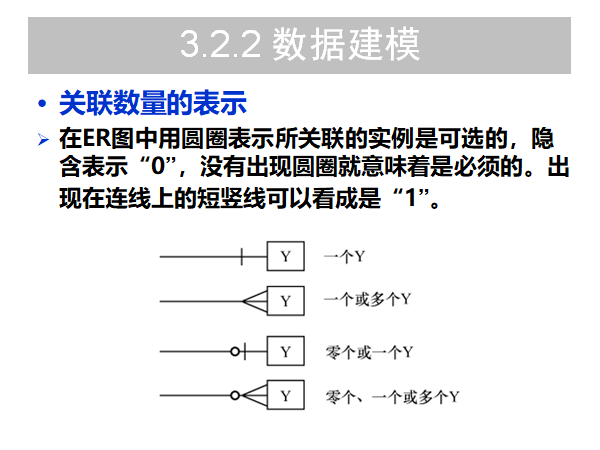 3.2.2 数据建模
• 关联数量的表示
➢ 在ER图中用圆圈表示所关联的实例是可选的，隐
含表示“0”，没有出现圆圈就意味着是必须的。出
现在连线上的短竖线可以看成是“1”。
Y 一个Y
Y 一个或多个Y
Y 零个或一个Y
Y 零个、一个或多个Y